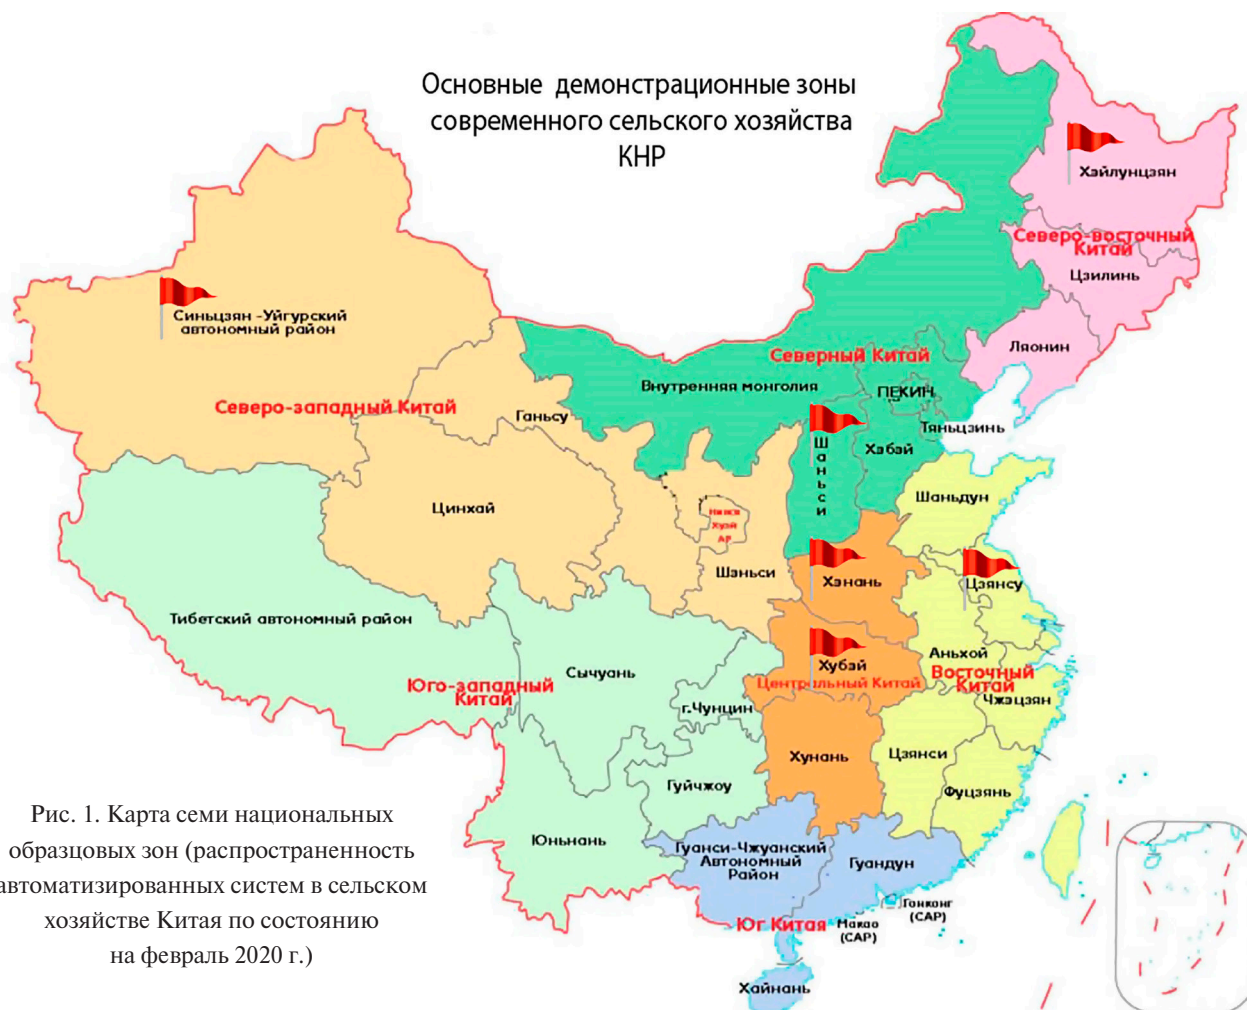 Основные демонстрационные зоны
современного сельского хозяйства
КНР
Хэйлунцзян
Северо-восточный
Китай
Цзилинь
Ляонин
Синьцзян -Уйгурский
автономный район
Северный Китай
Внутренняя монголия
ПЕКИН
Тяньцзинь
Северо-западный Китай
Ганьсу
Шаньси
Хэбэй
Шаньдун
Цинхай
Шэньси
Хэнань
Цзянсу
Тибетский автономный район
Сычуань
Хубэй
Центральный Китай
Аньхой
Восточный
Китай
Чжэцзян
Юго-западный
Китай
г.Чунцин
Хунань
Цзянси
Гуйчжоу
Фуцзянь
Юньнань
Гуанси-Чжуанский
Автономный
Район
Гуандун
Гонконг
(САР)
Макао
(САР)
Юг Китая
Хайнань
Рис. 1. Карта семи национальных
образцовых зон (распространенность
автоматизированных систем в сельском
хозяйстве Китая по состоянию
на февраль 2020 г.)